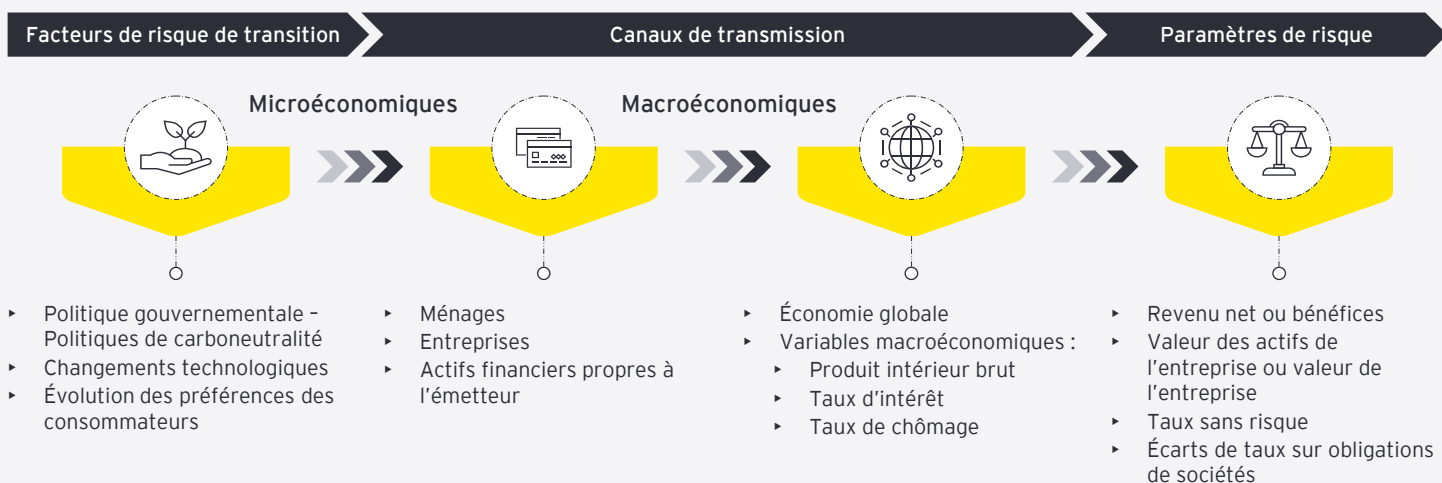 Facteurs de risque de transition
Canaux de transmission
Paramètres de risque
Microéconomiques
Macroéconomiques
▸ Politique gouvernementale –
Politiques de carboneutralité
▸ Changements technologiques
▸ Évolution des préférences des
consommateurs
▸ Ménages
▸ Entreprises
▸ Actifs financiers propres à
l'émetteur
▸ Économie globale
▸ Variables macroéconomiques :
▸ Produit intérieur brut
▸ Taux d'intérêt
▸ Taux de chômage
▸ Revenu net ou bénéfices
▸ Valeur des actifs de
l'entreprise ou valeur de
l'entreprise
▸ Taux sans risque
▸ Écarts de taux sur obligations
de sociétés